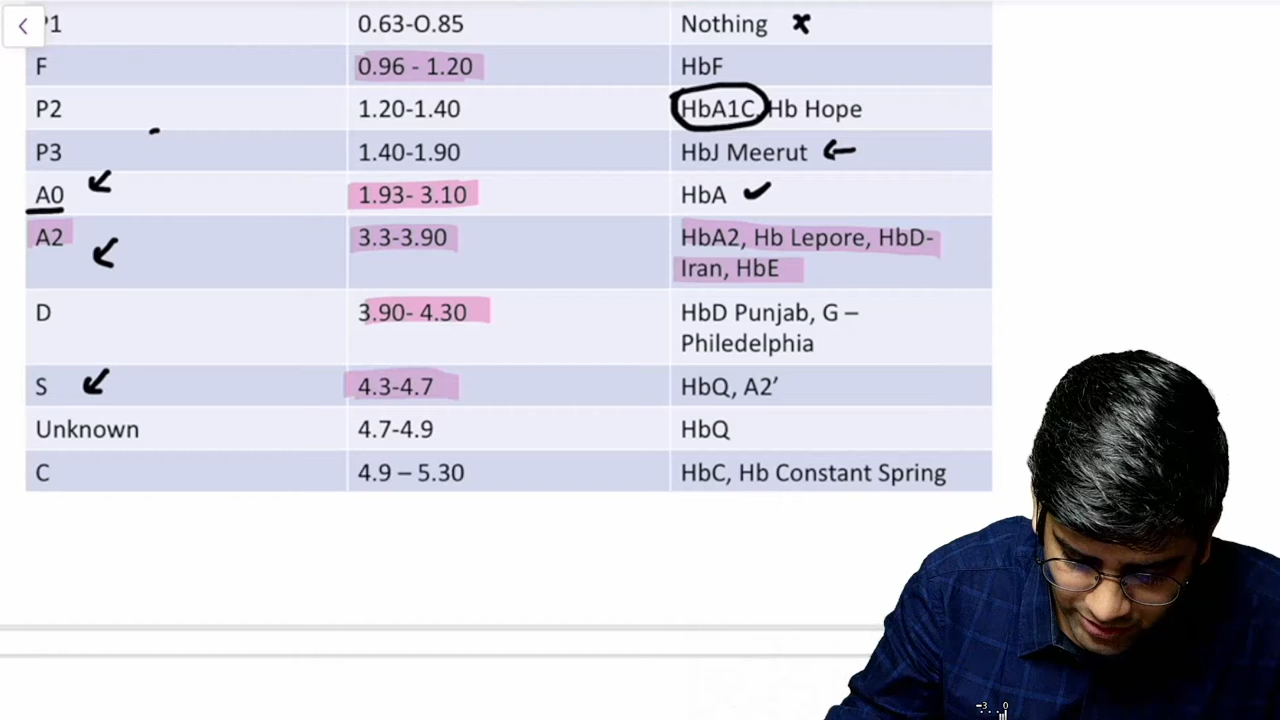 P1 0.63-O.85 Nothing
F 0.96 - 1.20 HbF
P2 1.20-1.40 HbA1C, Hb Hope
P3 1.40-1.90 HbJ Meerut
A0 1.93- 3.10 HbA
A2 3.3-3.90 HbA2, Hb Lepore, HbD-
Iran, HbE
D 3.90- 4.30 HbD Punjab, G –
Philedelphia
S 4.3-4.7 HbQ, A2’
Unknown 4.7-4.9 HbQ
C 4.9 – 5.30 HbC, Hb Constant Spring